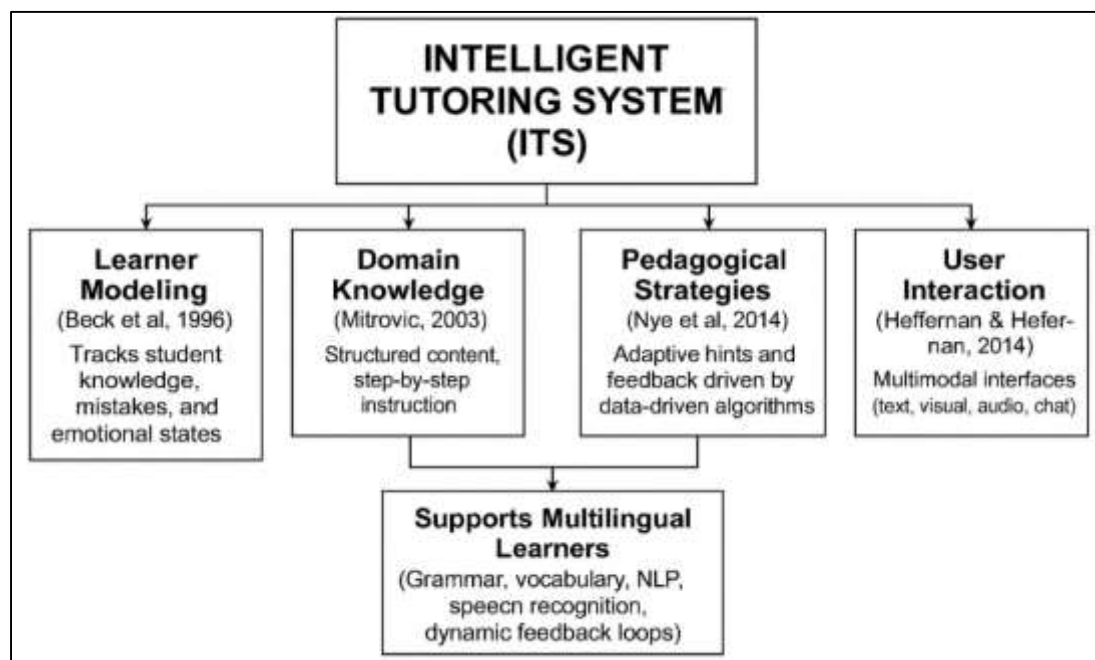 INTELLIGENT
TUTORING SYSTEM
(ITS)
Learner
Modeling
(Beck et al, 1996)
Tracks student
knowledge,
mistakes, and
emotional states
Domain
Knowledge
(Mitrovic, 2003)
Structured content,
step-by-step
instruction
Pedagogical
Strategies
(Nye et al, 2014)
Adaptive hints and
feedback driven by
data-driven algorithms
User
Interaction
(Heffernan & Hefer-
nan, 2014)
Multimodal interfaces
(text, visual, audio, chat)
Supports Multilingual
Learners
(Grammar, vocabulary, NLP,
speecn recognition,
dynamic feedback loops)